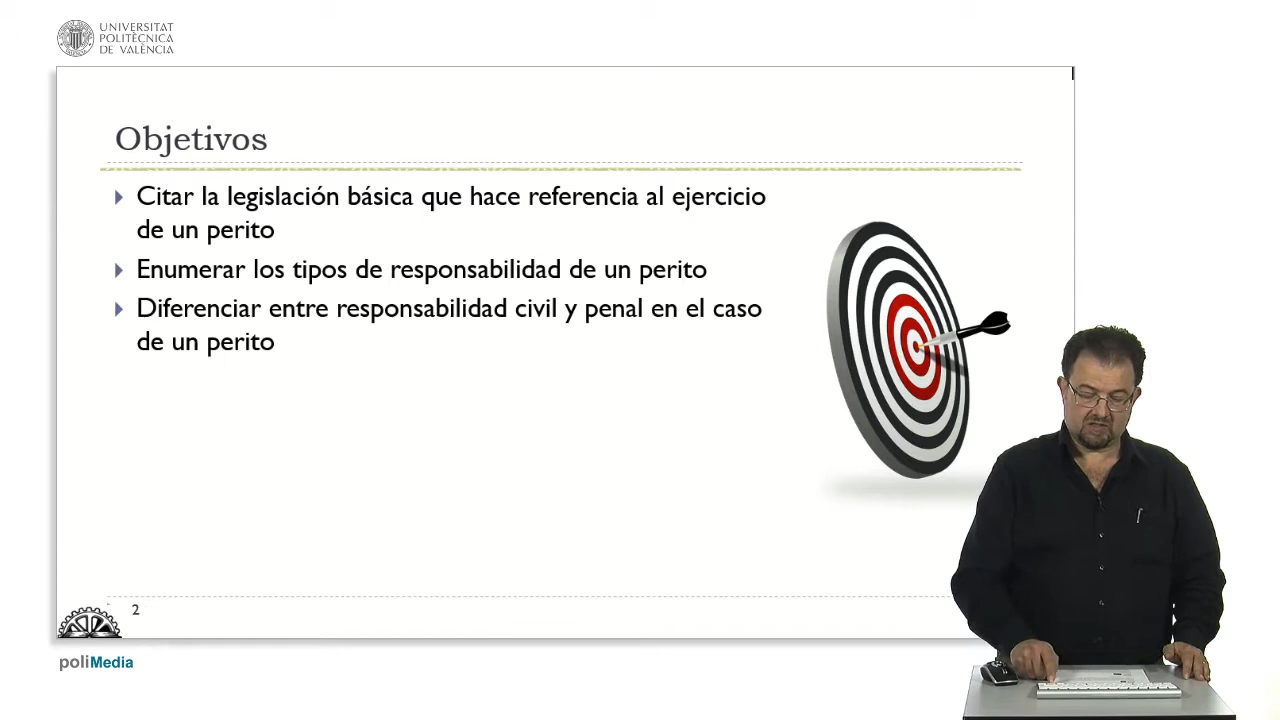 UNIVERSITAT
POLITÈCNICA
DE VALÈNCIA
Objetivos
Citar la legislación básica que hace referencia al ejercicio
de un perito
Enumerar los tipos de responsabilidad de un perito
Diferenciar entre responsabilidad civil y penal en el caso
de un perito
2
poliMedia